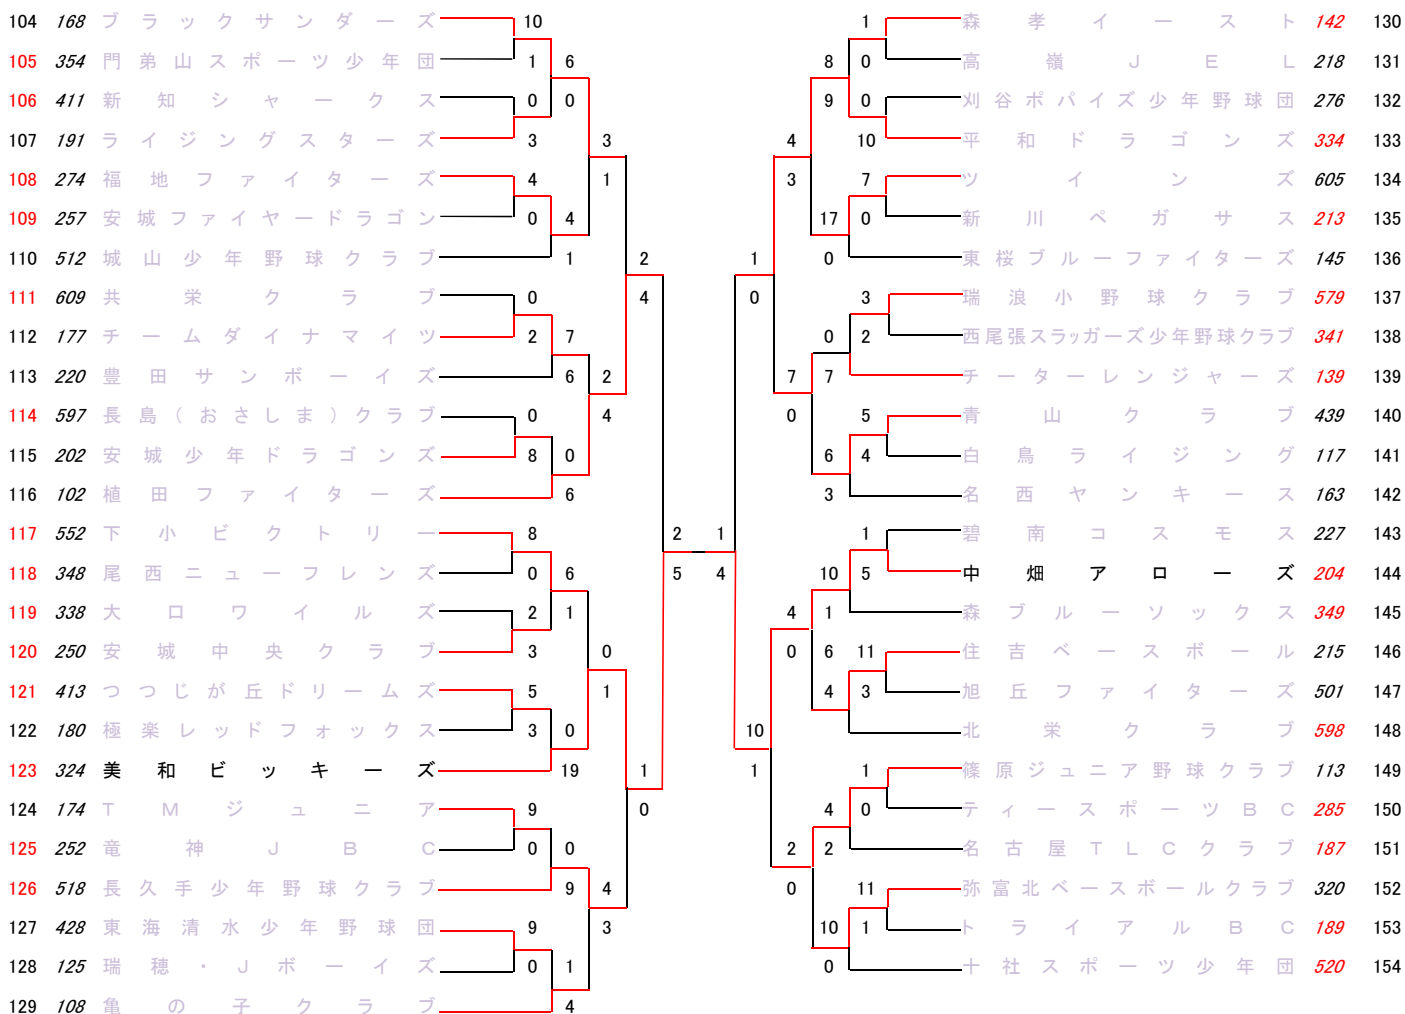 104 168 ブラックサンダーズ 10 1 森孝イースト 142 130
105 354 門弟山スポーツ少年団 1 6 8 0 高嶺JEL 218 131
106 411 新知シャークス 0 0 9 0 刈谷ポパイズ少年野球団 276 132
107 191 ライジングスターズ 3 3 4 10 平和ドラゴンズ 334 133
108 274 福地ファイターズ 4 1 3 7 ツインズ 605 134
109 257 安城ファイヤードラゴン 0 4 17 0 新川ペガサス 213 135
110 512 城山少年野球クラブ 1 2 1 0 東桜ブルーファイターズ 145 136
111 609 共栄クラブ 0 4 0 3 瑞浪小野球クラブ 579 137
112 177 チームダイナマイツ 2 7 0 2 西尾張スラッガーズ少年野球クラブ 341 138
113 220 豊田サンボーイズ 6 2 7 7 チーターレンジャーズ 139 139
114 597 長島(おさしま)クラブ 0 4 0 5 青山クラブ 439 140
115 202 安城少年ドラゴンズ 8 0 6 4 白鳥ライジング 117 141
116 102 植田ファイターズ 6 3 名西ヤンキース 163 142
117 552 下小ビクトリー 8 2 1 1 碧南コスモス 227 143
118 348 尾西ニューフレンズ 0 6 5 4 10 5 中畑アローズ 204 144
119 338 大口ワイルズ 2 1 4 1 森ブルーソックス 349 145
120 250 安城中央クラブ 3 0 0 6 11 住吉ベースボール 215 146
121 413 つつじが丘ドリームズ 5 1 4 3 旭丘ファイターズ 501 147
122 180 極楽レッドフォックス 3 0 10 北栄クラブ 598 148
123 324 美和ビッキーズ 19 1 1 1 篠原ジュニア野球クラブ 113 149
124 174 TMジュニア 9 0 4 0 ティースポーツBC 285 150
125 252 竜神JBC 0 0 2 2 名古屋TLCクラブ 187 151
126 518 長久手少年野球クラブ 9 4 0 11 弥富北ベースボールクラブ 320 152
127 428 東海清水少年野球団 9 3 10 1 トライアルBC 189 153
128 125 瑞穂・Jボーイズ 0 1 0 十社スポーツ少年団 520 154
129 108 亀の子クラブ 4